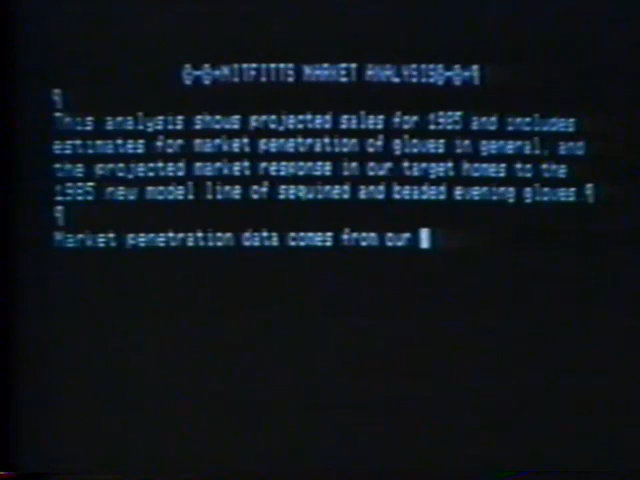 MITFITTS MARKET ANALYSIS
¶
This analysis shows projected sales for 1985 and includes
estimates for market penetration of gloves in general, and
the projected market response in our target homes to the
1985 new model line of sequined and beaded evening gloves.¶
¶
Market penetration data comes from our